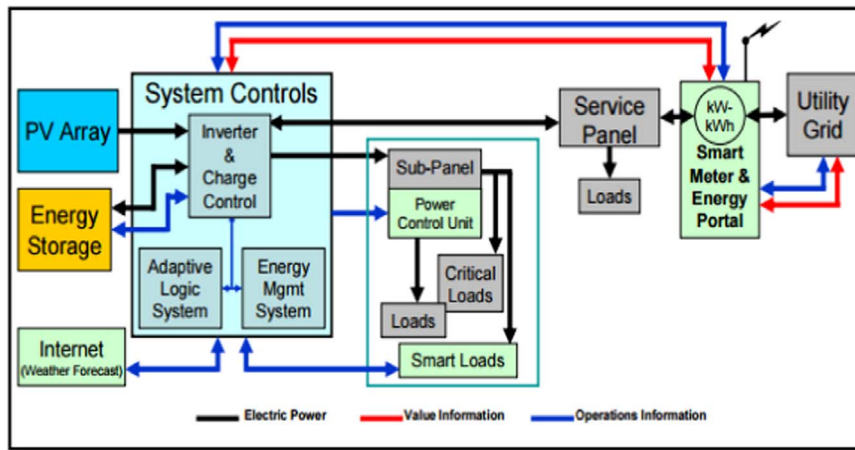 System Controls
PV Array
Inverter
&
Charge
Control
Energy
Storage
Adaptive
Logic
System
Energy
Mgmt
System
Internet
(Weather Forecast)
Sub-Panel
Power
Control Unit
Critical
Loads
Loads
Smart Loads
Service
Panel
Loads
kW-
kWh
Smart
Meter &
Energy
Portal
Utility
Grid
Electric Power
Value Information
Operations Information